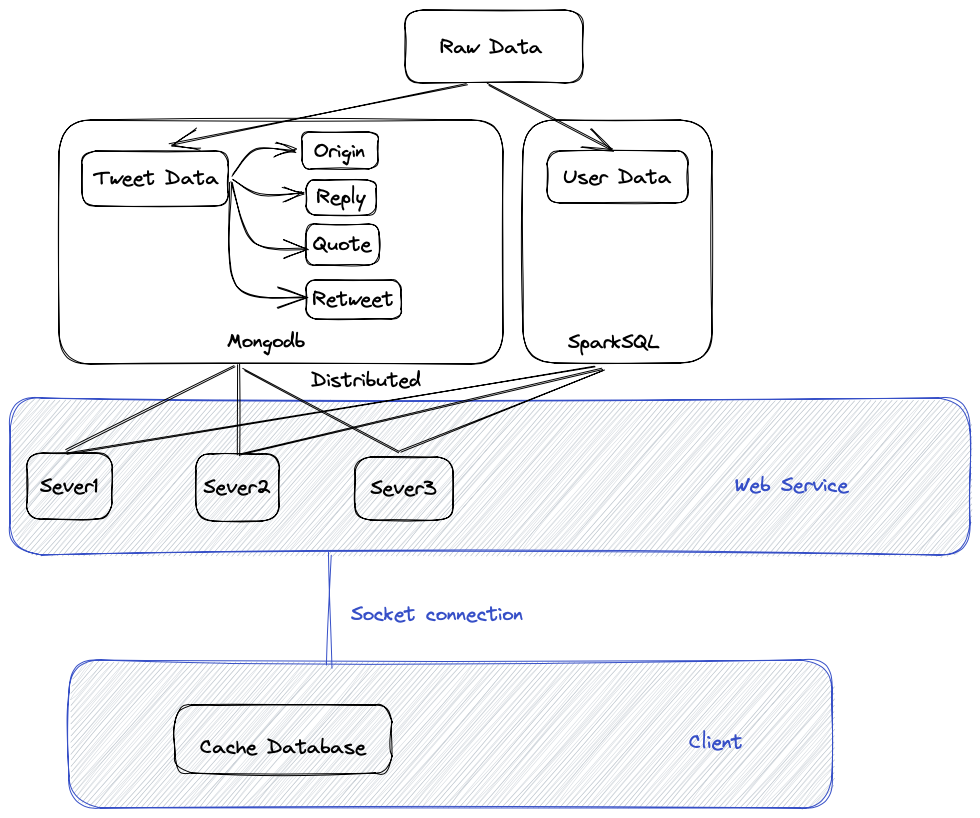 Raw Data
Tweet Data
Origin
Reply
Quote
Retweet
Mongodb
User Data
SparkSQL
Distributed
Sever1
Sever2
Sever3
Web Service
Socket connection
Cache Database
Client